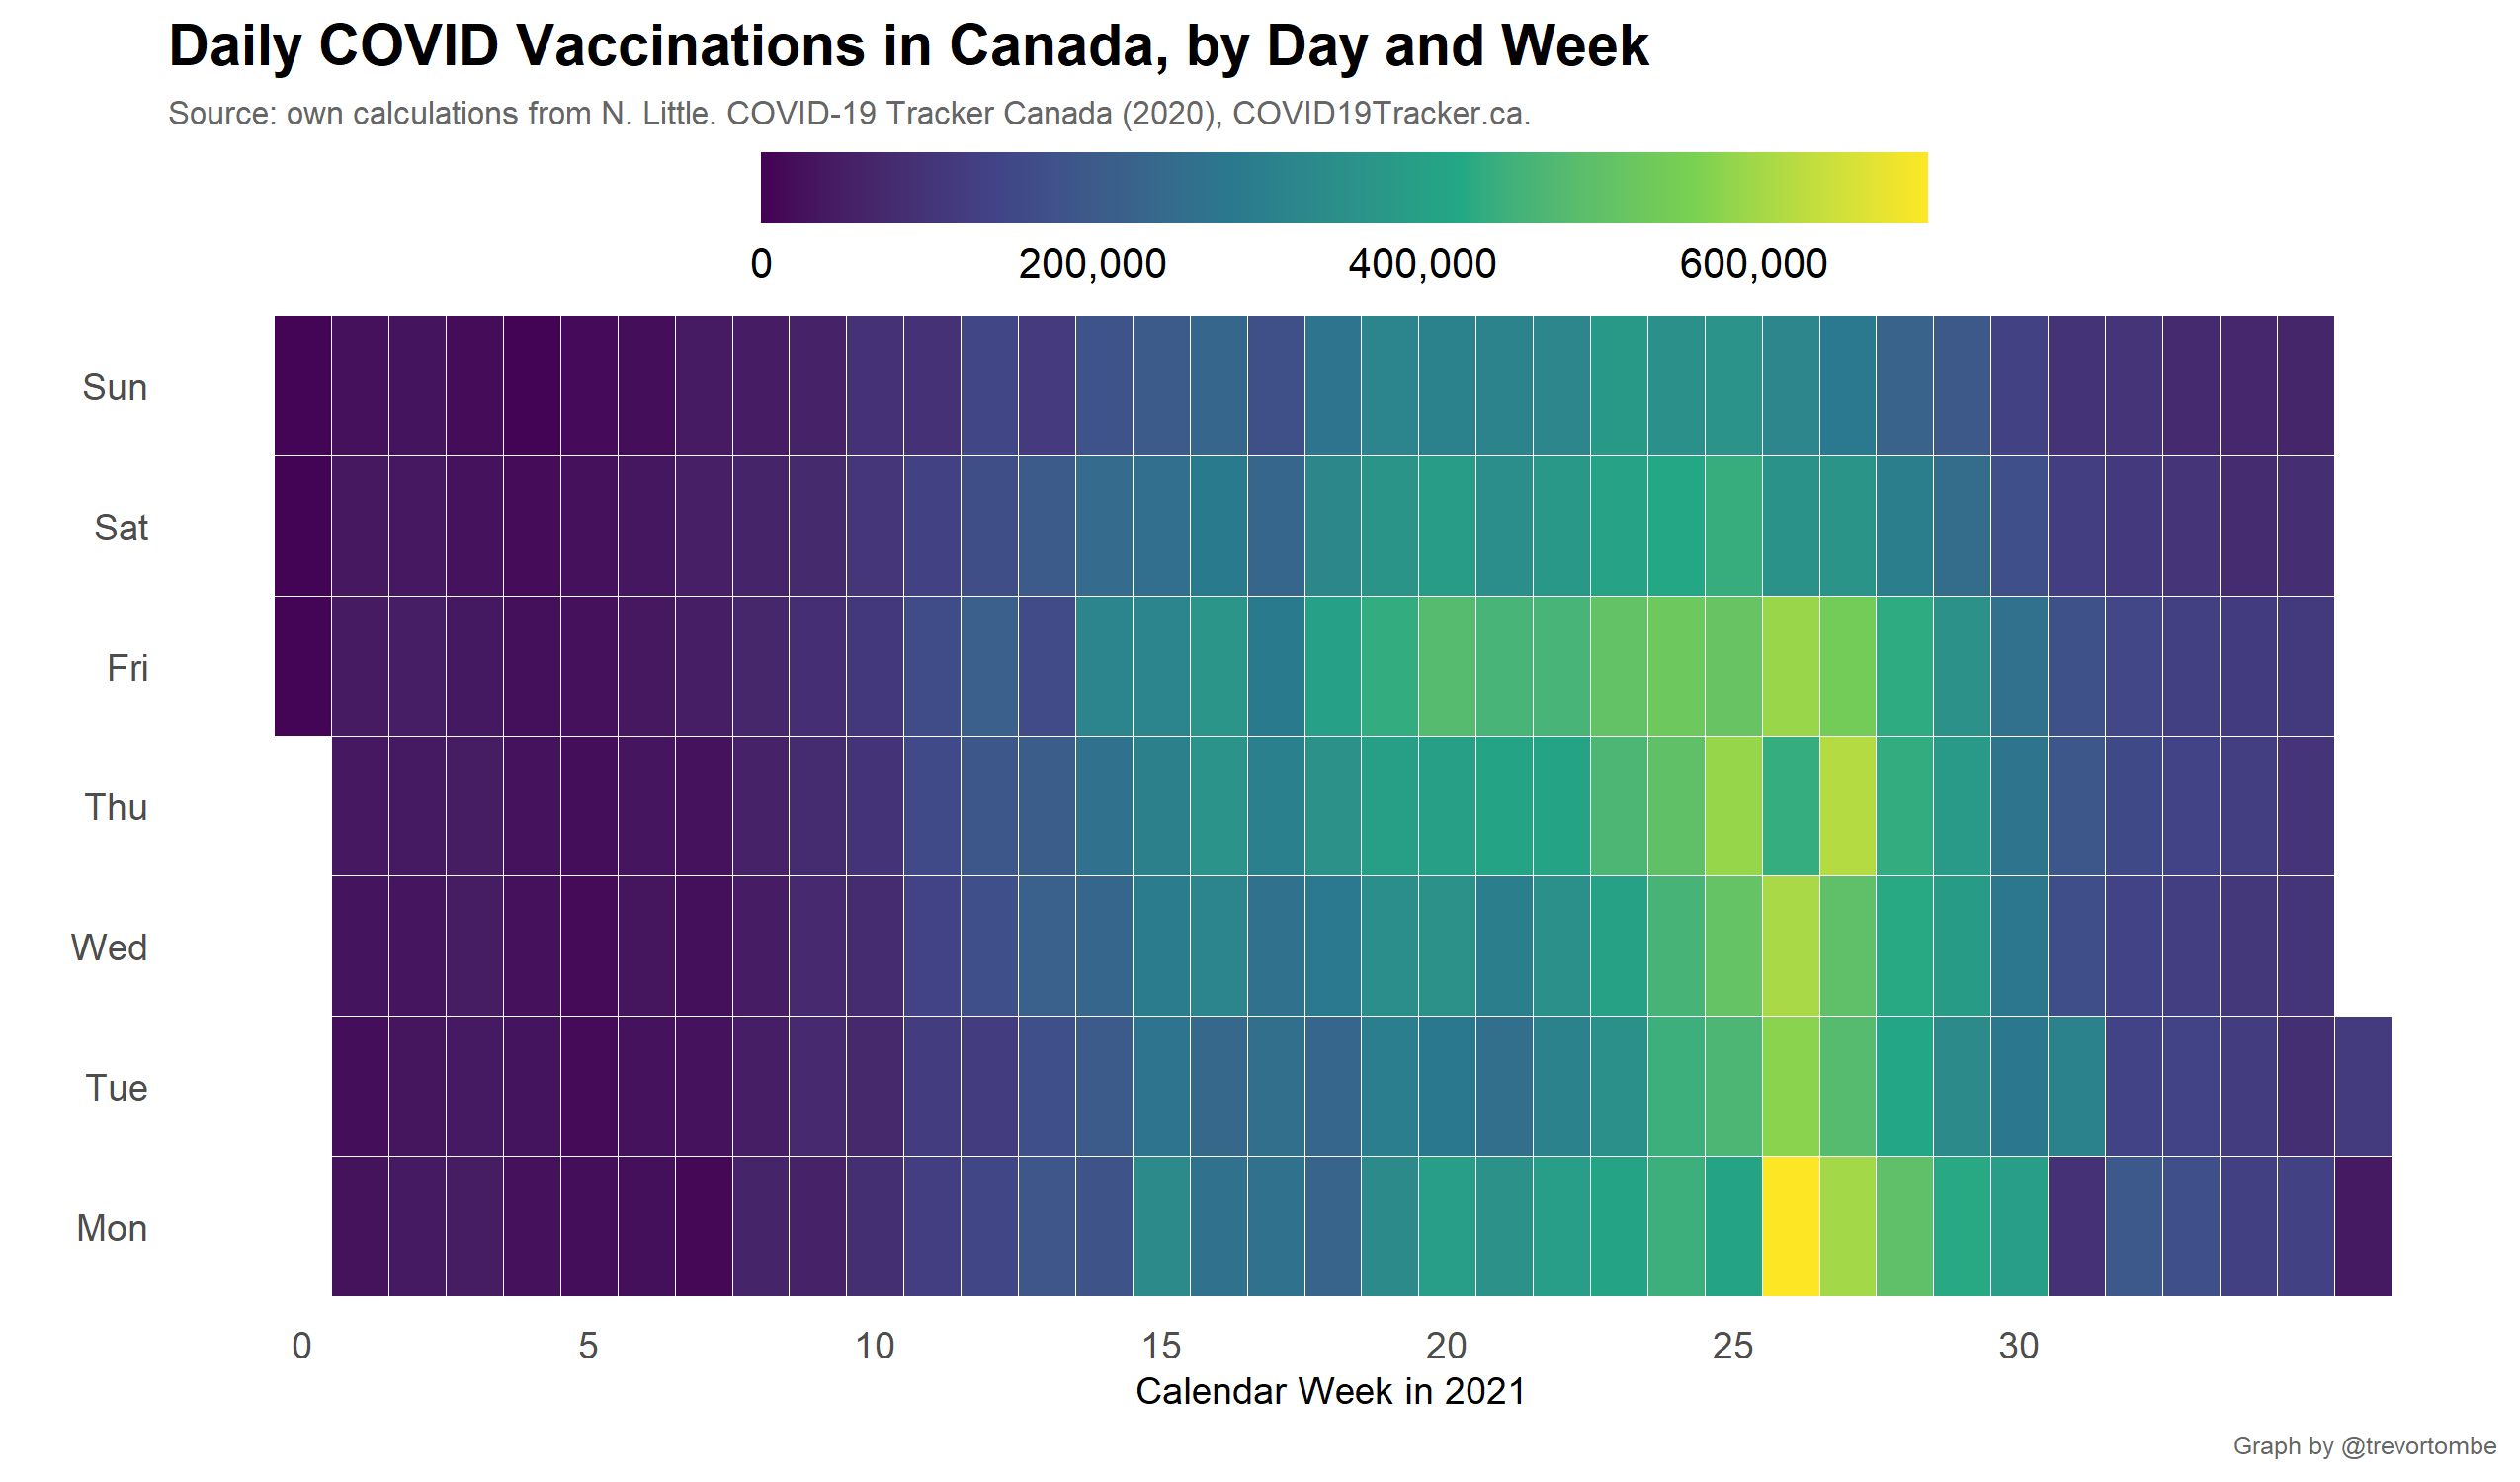 Daily COVID Vaccinations in Canada, by Day and Week
Source: own calculations from N. Little. COVID-19 Tracker Canada (2020), COVID19Tracker.ca.
0 200,000 400,000 600,000
Sun
Sat
Fri
Thu
Wed
Tue
Mon
0 5 10 15 20 25 30
Calendar Week in 2021
Graph by @trevortombe